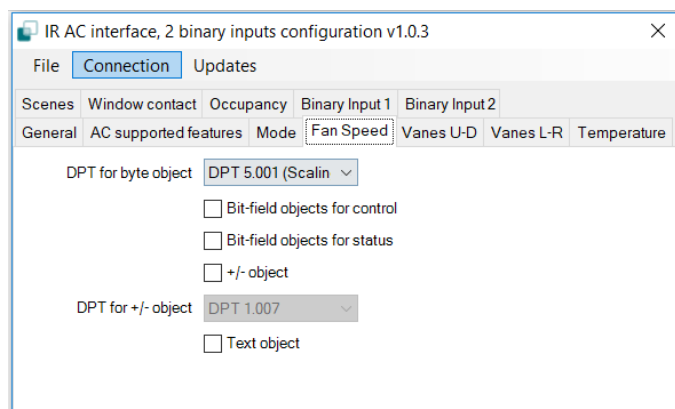 IR AC interface, 2 binary inputs configuration v1.0.3
File Connection Updates
Scenes Window contact Occupancy Binary Input 1 Binary Input 2
General AC supported features Mode Fan Speed Vanes U-D Vanes L-R Temperature
DPT for byte object DPT 5.001 (Scalin
Bit-field objects for control
Bit-field objects for status
+/- object
DPT for +/- object DPT 1.007
Text object